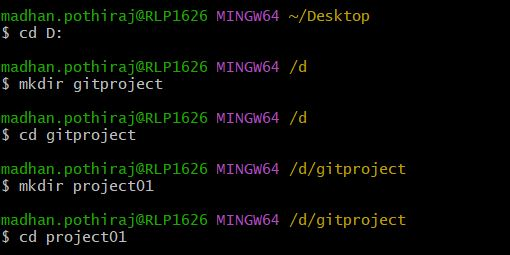 madhan.pothiraj@RLP1626 MINGW64 ~/Desktop
$ cd D:
madhan.pothiraj@RLP1626 MINGW64 /d
$ mkdir gitproject
madhan.pothiraj@RLP1626 MINGW64 /d
$ cd gitproject
madhan.pothiraj@RLP1626 MINGW64 /d/gitproject
$ mkdir project01
madhan.pothiraj@RLP1626 MINGW64 /d/gitproject
$ cd project01